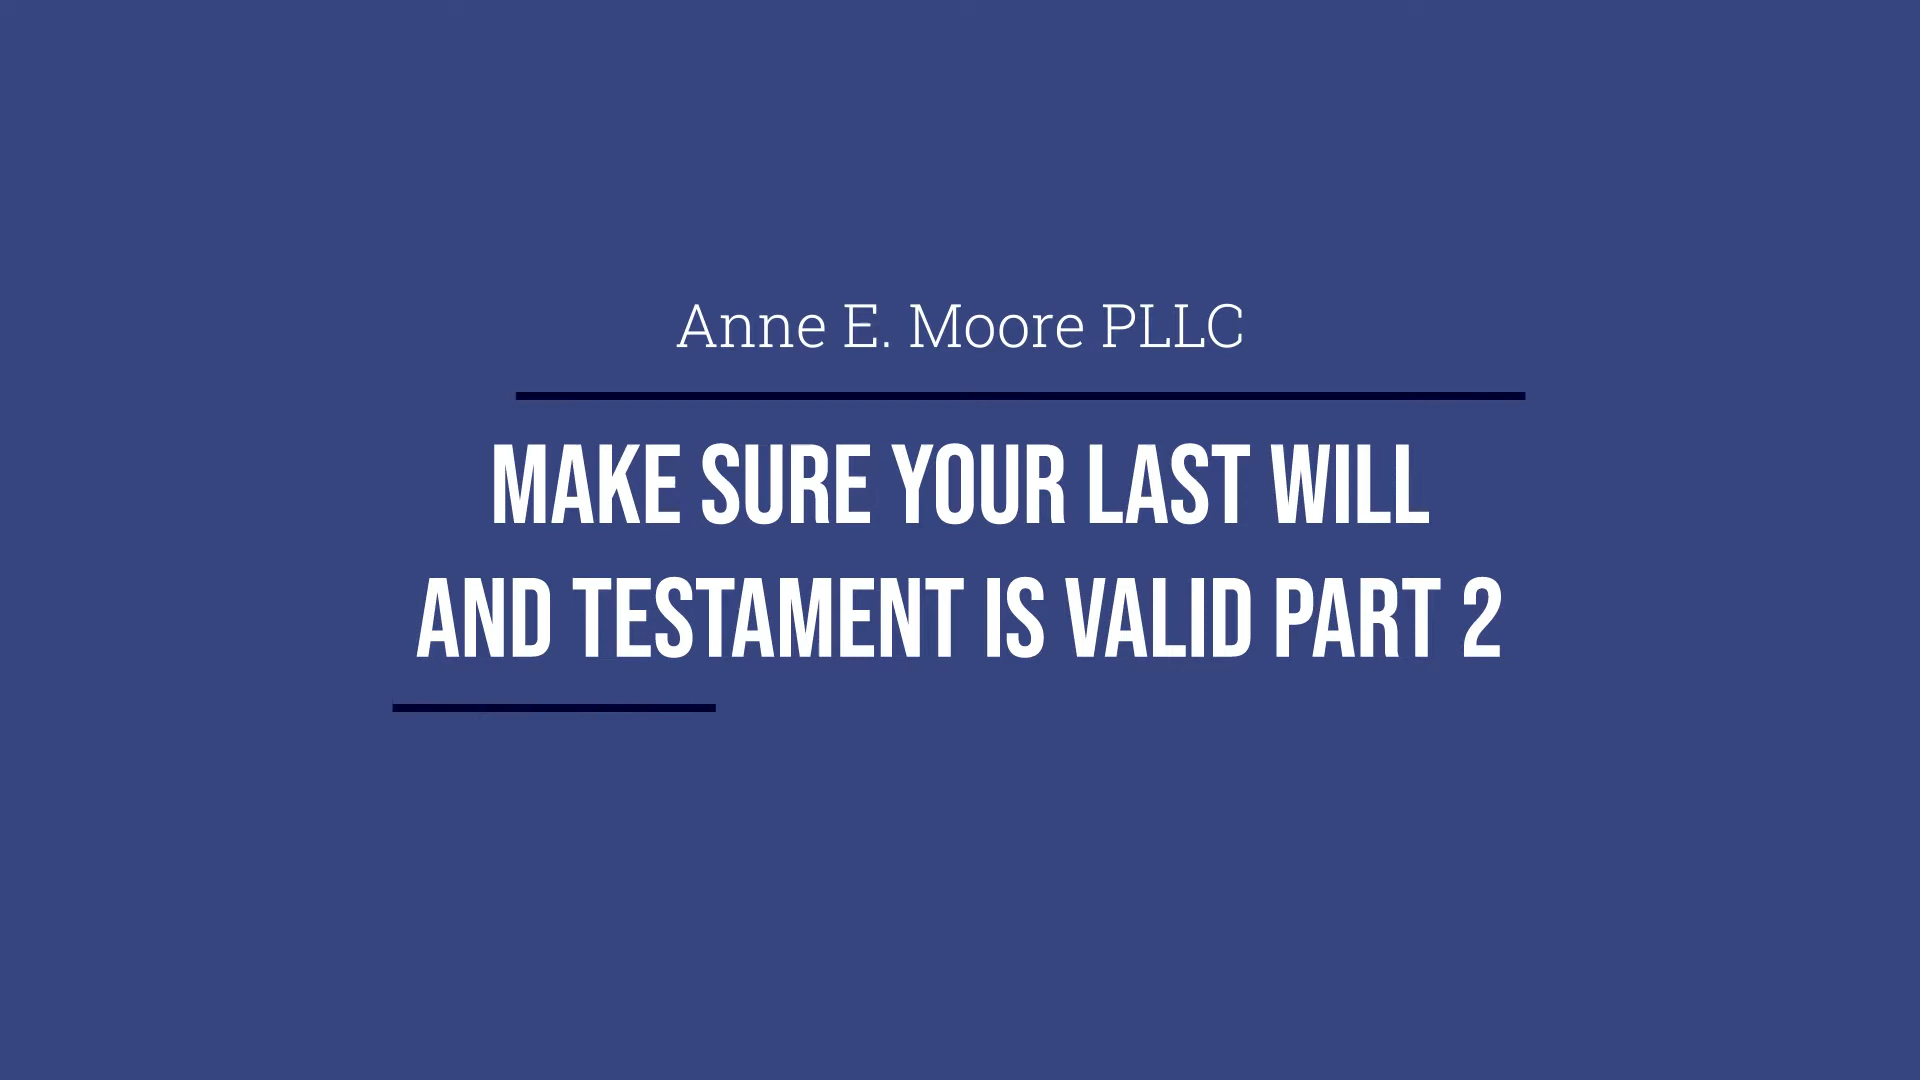 Anne E. Moore PLLC
MAKE SURE YOUR LAST WILL
AND TESTAMENT IS VALID PART 2